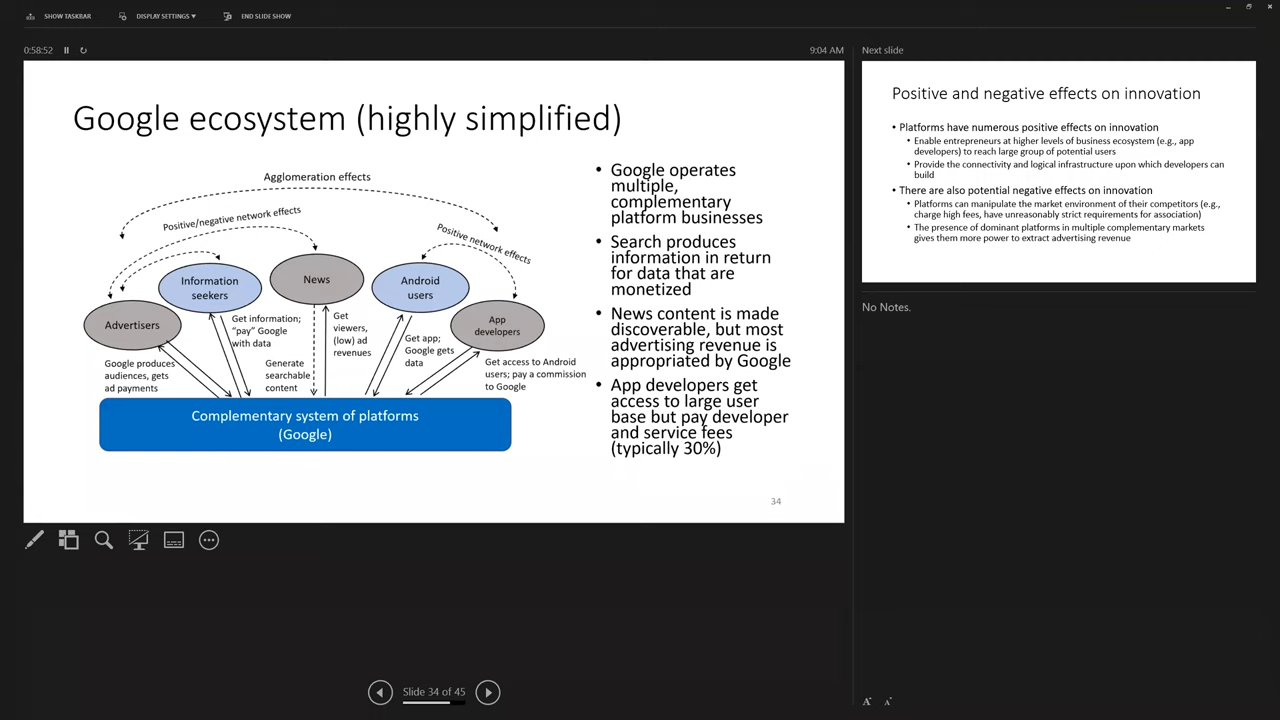 SHOW TASKBAR
DISPLAY SETTINGS ▼
END SLIDE SHOW
0:58:52
9:04 AM
Google ecosystem (highly simplified)
Agglomeration effects
Positive/negative network effects
Positive network effects
Information
seekers
News
Android
users
Advertisers
App
developers
Get information;
“pay” Google
with data
Get
viewers,
(low) ad
revenues
Get app;
Google gets
data
Google produces
audiences, gets
ad payments
Generate
searchable
content
Get access to Android
users; pay a commission
to Google
Complementary system of platforms
(Google)
• Google operates
multiple,
complementary
platform businesses
• Search produces
information in return
for data that are
monetized
• News content is made
discoverable, but most
advertising revenue is
appropriated by Google
• App developers get
access to large user
base but pay developer
and service fees
(typically 30%)
34
Next slide
Positive and negative effects on innovation
• Platforms have numerous positive effects on innovation
• Enable entrepreneurs at higher levels of business ecosystem (e.g., app
developers) to reach large group of potential users
• Provide the connectivity and logical infrastructure upon which developers can
build
• There are also potential negative effects on innovation
• Platforms can manipulate the market environment of their competitors (e.g.,
charge high fees, have unreasonably strict requirements for association)
• The presence of dominant platforms in multiple complementary markets
gives them more power to extract advertising revenue
No Notes.
Slide 34 of 45
A A